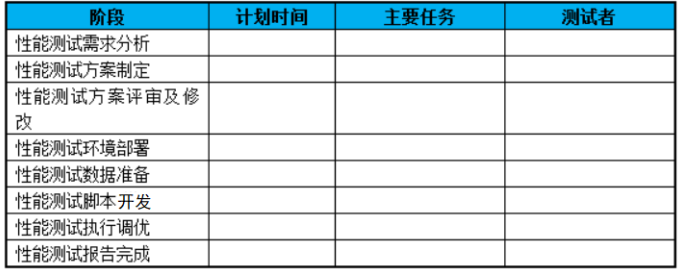 阶段 计划时间 主要任务 测试者
性能测试需求分析
性能测试方案制定
性能测试方案评审及修
改
性能测试环境部署
性能测试数据准备
性能测试脚本开发
性能测试执行调优
性能测试报告完成